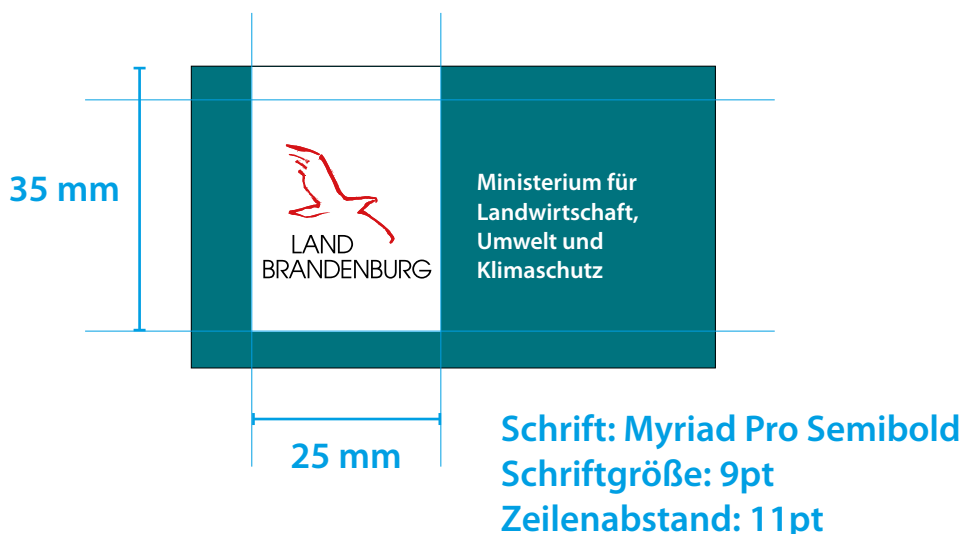 35 mm
LAND
BRANDENBURG
Ministerium für
Landwirtschaft,
Umwelt und
Klimaschutz
25 mm
Schrift: Myriad Pro Semibold
Schriftgröße: 9pt
Zeilenabstand: 11pt